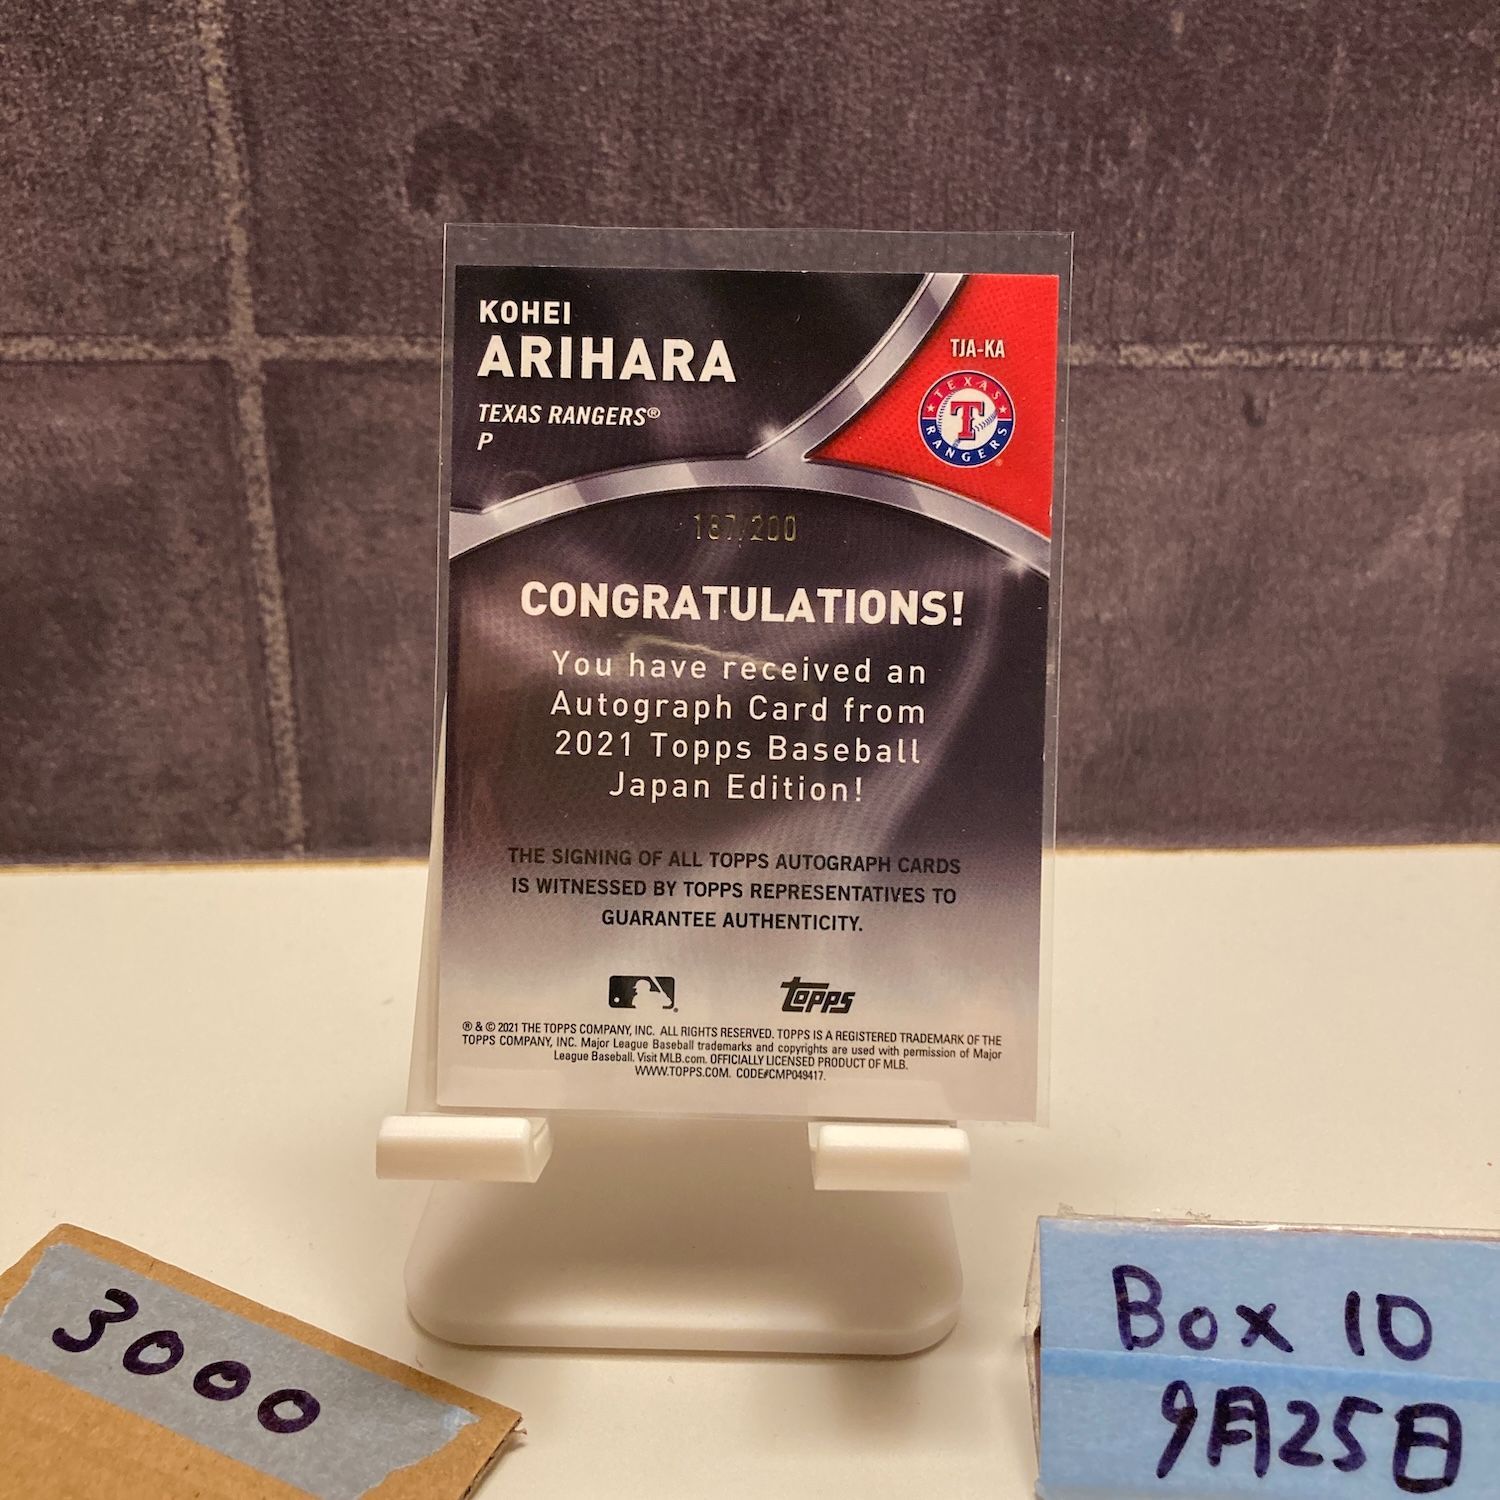 KOHEI
ARIHARA
TEXAS RANGERS®
P
TJA-KA
TEXAS
T
RANGERS
187/200
CONGRATULATIONS!
You have received an
Autograph Card from
2021 Topps Baseball
Japan Edition!
THE SIGNING OF ALL TOPPS AUTOGRAPH CARDS
IS WITNESSED BY TOPPS REPRESENTATIVES TO
GUARANTEE AUTHENTICITY.
topps
® & © 2021 THE TOPPS COMPANY, INC. ALL RIGHTS RESERVED. TOPPS IS A REGISTERED TRADEMARK OF THE
TOPPS COMPANY, INC. Major League Baseball trademarks and copyrights are used with permission of Major
League Baseball. Visit MLB.com. OFFICIALLY LICENSED PRODUCT OF MLB.
WWW.TOPPS.COM. CODE#CMP049417.
3000
Box 10
9月25日